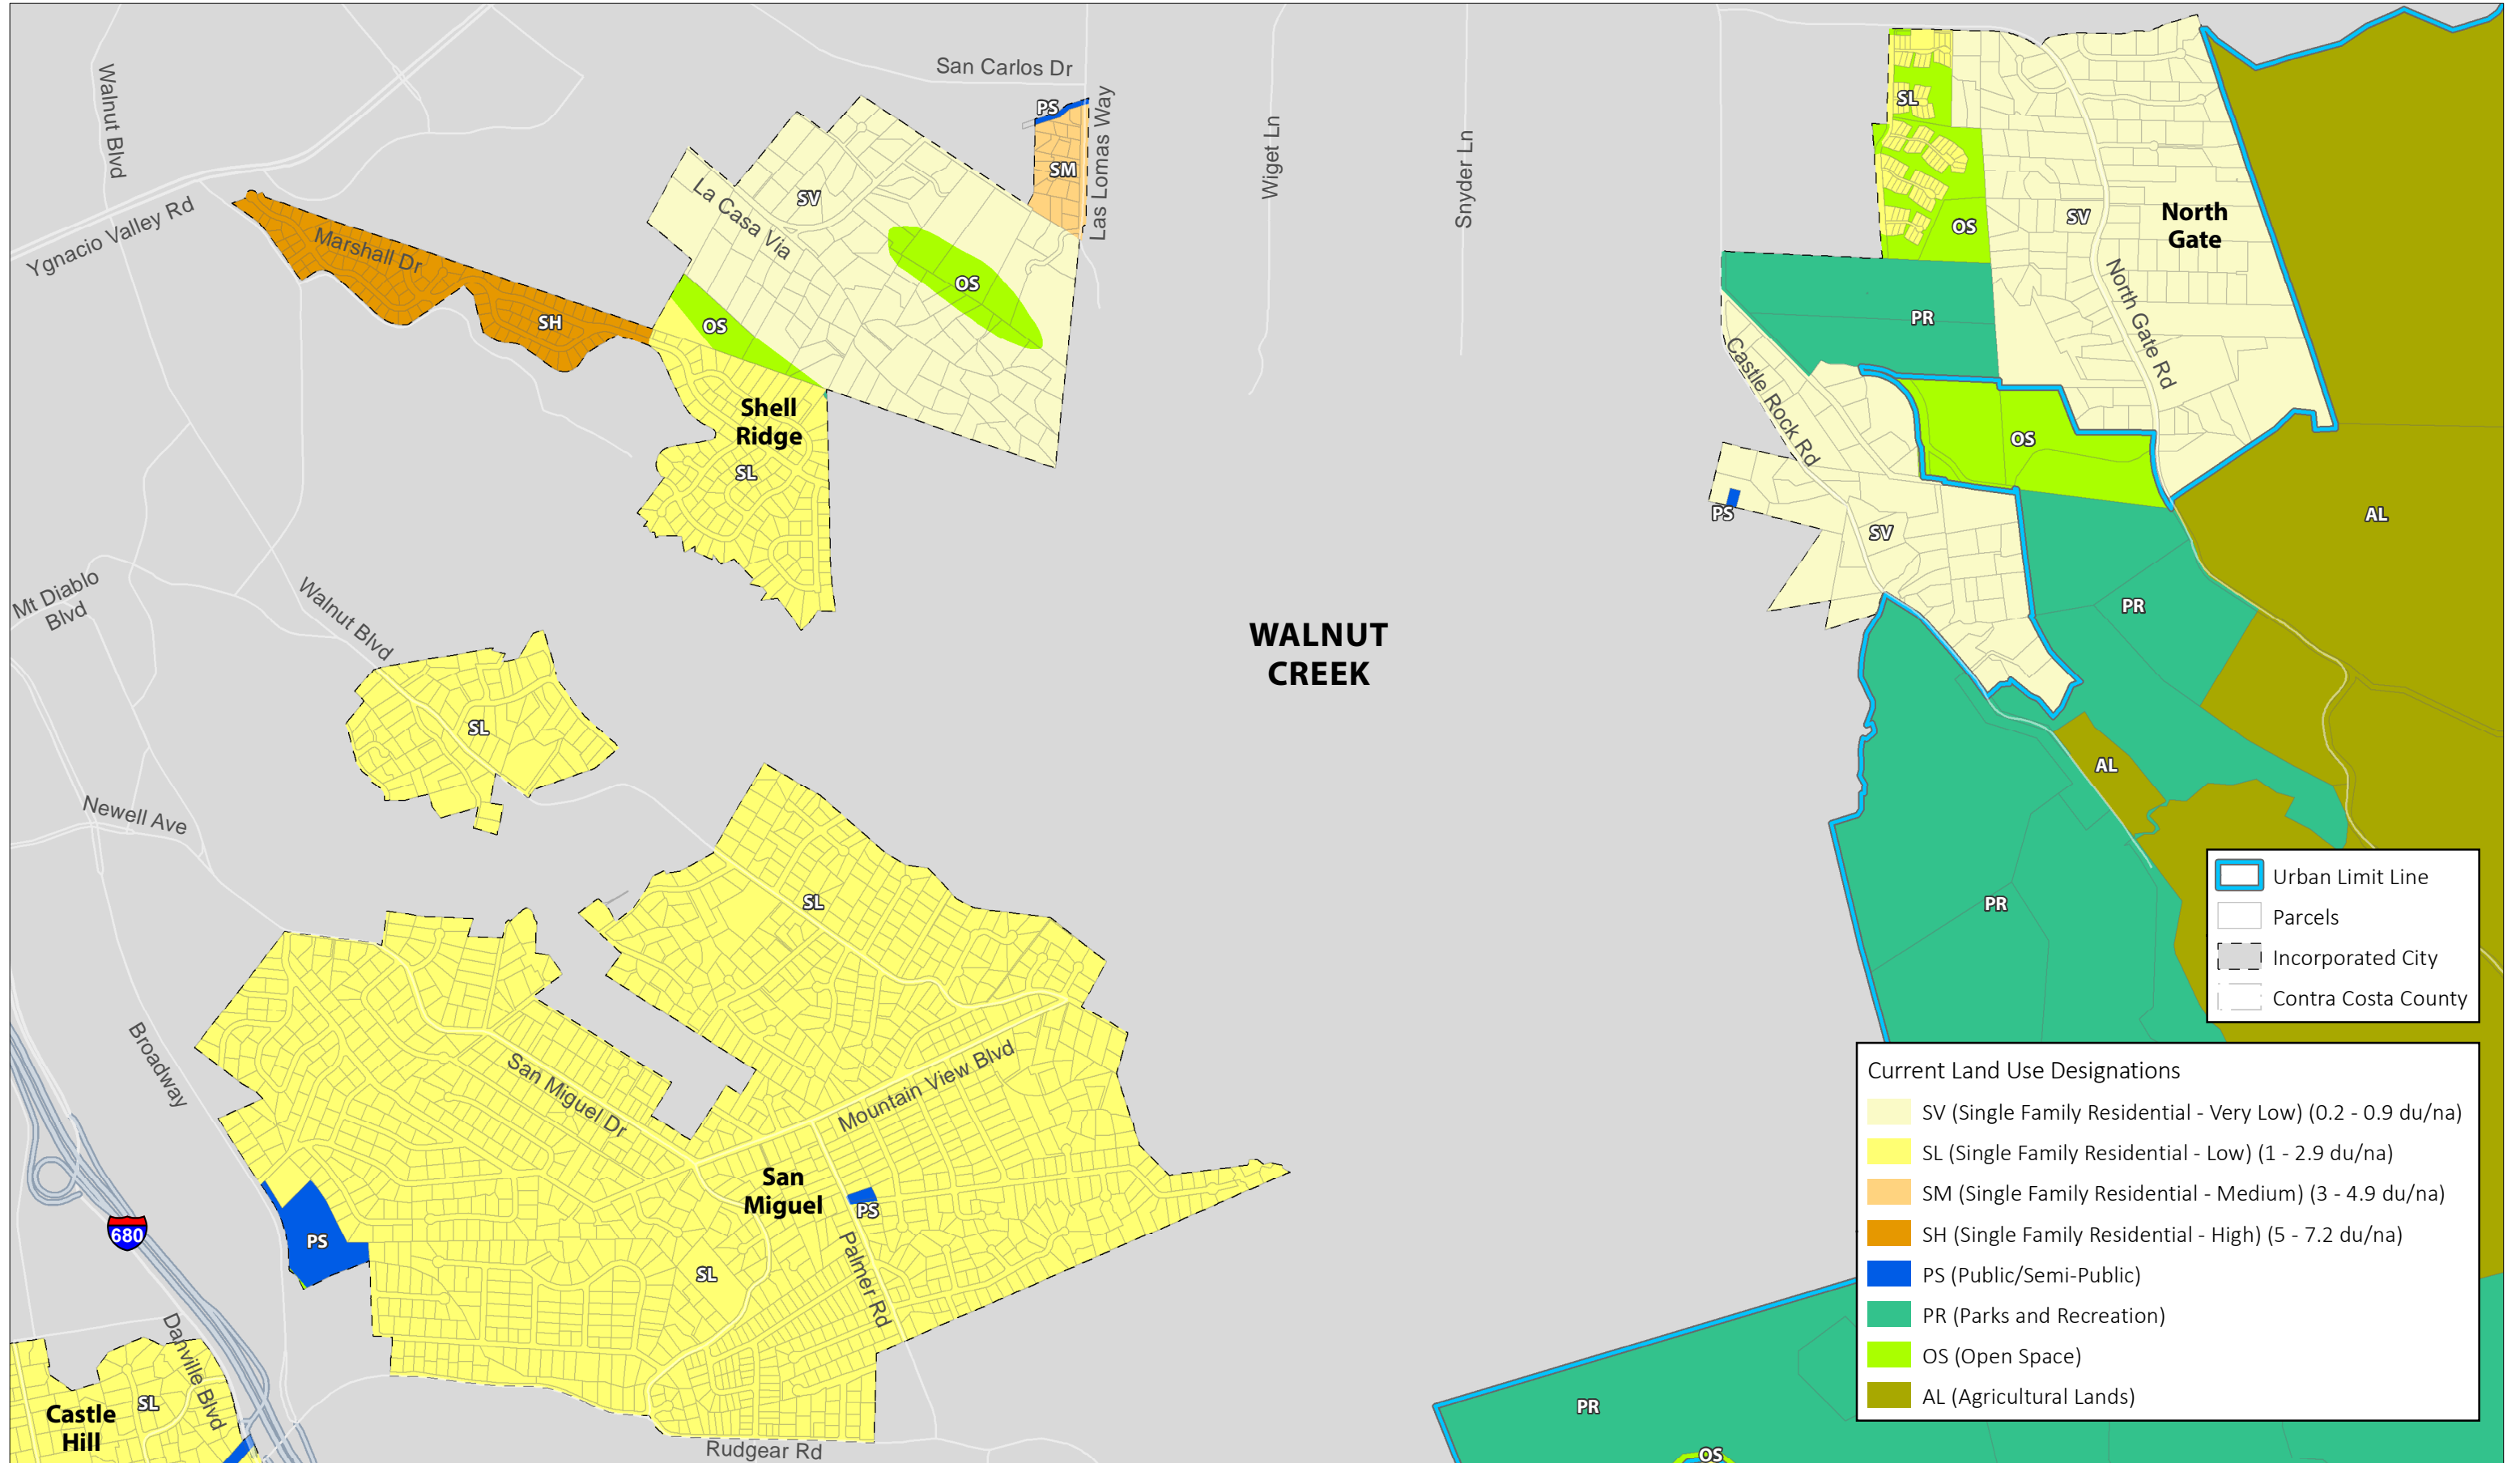 San Carlos Dr
Walnut Blvd
PS
Las Lomas Way
Wiget Ln
Snyder Ln
SL
SM
SV
La Casa Via
Ygnacio Valley Rd
Marshall Dr
SV
North
Gate
OS
OS
SH
OS
PR
North Gate Rd
Castle Rock Rd
Shell
Ridge
SL
OS
PS
SV
AL
Mt Diablo
Blvd
Walnut Blvd
WALNUT
CREEK
PR
SL
AL
Newell Ave
SL
PR
Urban Limit Line
Parcels
Incorporated City
Contra Costa County
Broadway
San Miguel Dr
Mountain View Blvd
San
Miguel
PS
PS
680
SL
Palmer Rd
Danville Blvd
SL
Castle
Hill
Rudgear Rd
PR
OS
Current Land Use Designations
SV (Single Family Residential - Very Low) (0.2 - 0.9 du/na)
SL (Single Family Residential - Low) (1 - 2.9 du/na)
SM (Single Family Residential - Medium) (3 - 4.9 du/na)
SH (Single Family Residential - High) (5 - 7.2 du/na)
PS (Public/Semi-Public)
PR (Parks and Recreation)
OS (Open Space)
AL (Agricultural Lands)